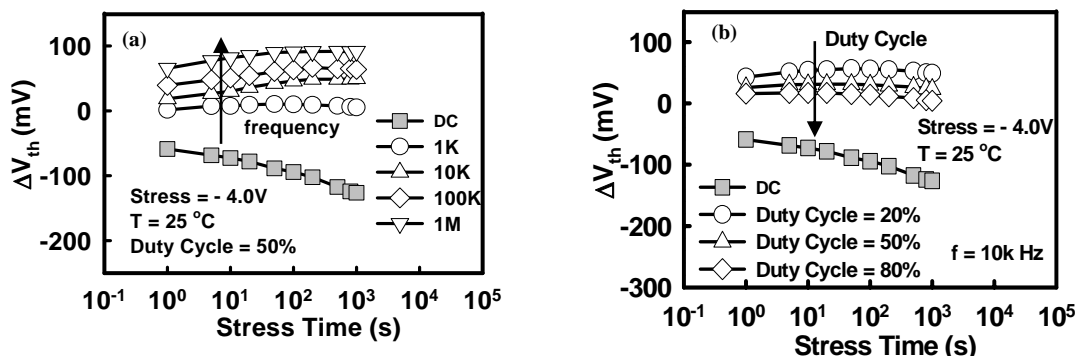 (a)
100
0
-100
-200
ΔVth (mV)
frequency
DC
1K
10K
100K
1M
Stress = - 4.0V
T = 25 °C
Duty Cycle = 50%
10-1 100 101 102 103 104 105
Stress Time (s)
(b)
100
0
-100
-200
-300
ΔVth (mV)
Duty Cycle
Stress = - 4.0V
T = 25 °C
DC
Duty Cycle = 20%
Duty Cycle = 50%
Duty Cycle = 80%
f = 10k Hz
10-1 100 101 102 103 104 105
Stress Time (s)